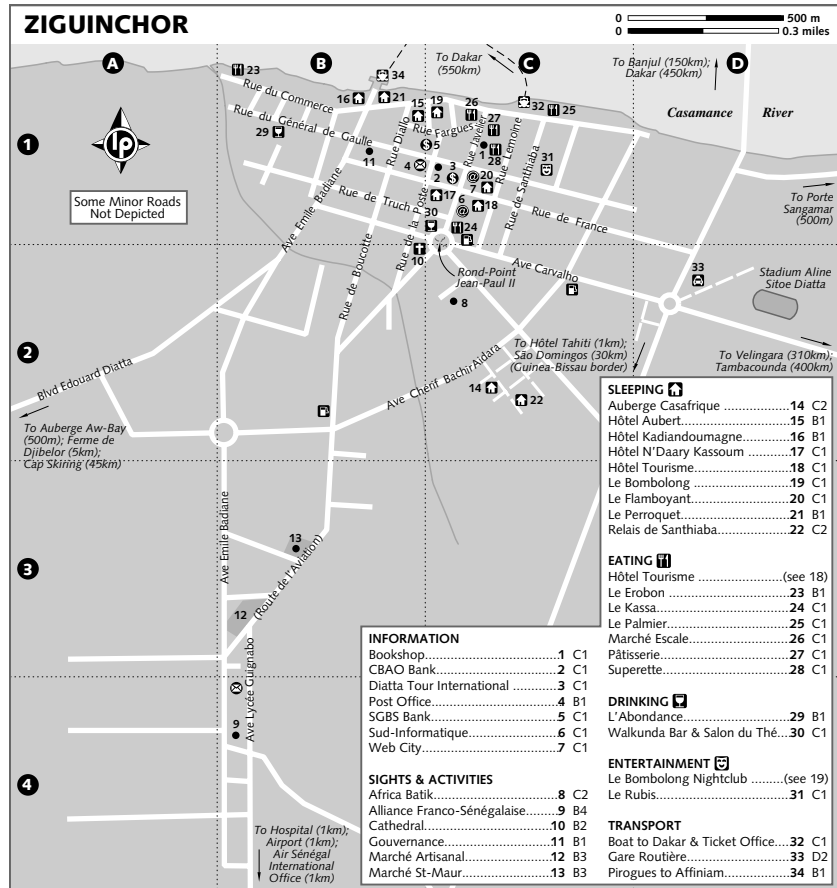 ZIGUINCHOR
0 500 m
0 0.3 miles
A
B
C
D
1
2
3
4
lp
Some Minor Roads
Not Depicted
To Dakar
(550km)
To Banjul (150km);
Dakar (450km)
Casamance River
To Porte
Sangamar
(500m)
23
34
16
21
15
19
26
27
32
25
29
11
5
4
3
2
1
28
20
7
31
17
6
18
30
24
10
8
33
14
22
13
12
9
Rue du Commerce
Rue du Général de Gaulle
Rue Fargues
Rue Diallo
Rue Javelier
Rue Lemoine
Rue de Santhiaba
Rue de Truch
Rue de France
Rue de la Poste
Rue de Boucotte
Ave Emile Badiane
Ave Carvalho
Rond-Point
Jean-Paul II
Stadium Aline
Sitoe Diatta
Blvd Edouard Diatta
Ave Chérif Bachir Aidara
To Hôtel Tahiti (1km);
São Domingos (30km)
(Guinea-Bissau border)
To Velingara (310km);
Tambacounda (400km)
To Auberge Aw-Bay
(500m); Ferme de
Djibelor (5km);
Cap Skiring (45km)
Ave Emile Badiane
(Route de l'Aviation)
Ave Lycée Guignabo
To Hospital (1km);
Airport (1km);
Air Sénégal
International
Office (1km)
INFORMATION
Bookshop 1 C1
CBAO Bank 2 C1
Diatta Tour International 3 C1
Post Office 4 B1
SGBS Bank 5 C1
Sud-Informatique 6 C1
Web City 7 C1
SIGHTS & ACTIVITIES
Africa Batik 8 C2
Alliance Franco-Sénégalaise 9 B4
Cathedral 10 B2
Gouvernance 11 B1
Marché Artisanal 12 B3
Marché St-Maur 13 B3
SLEEPING
Auberge Casafrique 14 C2
Hôtel Aubert 15 B1
Hôtel Kadiandoumagne 16 B1
Hôtel N'Daary Kassoum 17 C1
Hôtel Tourisme 18 C1
Le Bombolong 19 C1
Le Flamboyant 20 C1
Le Perroquet 21 B1
Relais de Santhiaba 22 C2
EATING
Hôtel Tourisme (see 18)
Le Erobon 23 B1
Le Kassa 24 C1
Le Palmier 25 C1
Marché Escale 26 C1
Pâtisserie 27 C1
Superette 28 C1
DRINKING
L'Abondance 29 B1
Walkunda Bar & Salon du Thé 30 C1
ENTERTAINMENT
Le Bombolong Nightclub (see 19)
Le Rubis 31 C1
TRANSPORT
Boat to Dakar & Ticket Office 32 C1
Gare Routière 33 D2
Pirogues to Affiniam 34 B1